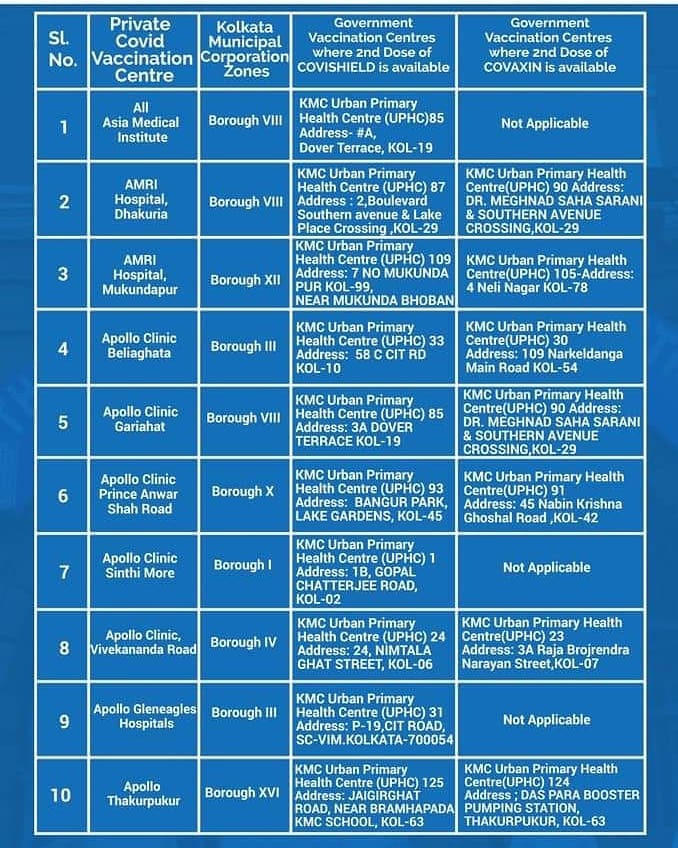 Sl.
No.
Private
Covid
Vaccination
Centre
Kolkata
Municipal
Corporation
Zones
Government
Vaccination Centres
where 2nd Dose of
COVISHIELD is available
Government
Vaccination Centres
where 2nd Dose of
COVAXIN is available
1
All
Asia Medical
Institute
Borough VIII
KMC Urban Primary
Health Centre (UPHC)85
Address- #A,
Dover Terrace, KOL-19
Not Applicable
2
AMRI
Hospital,
Dhakuria
Borough VIII
KMC Urban Primary
Health Centre (UPHC) 87
Address : 2,Boulevard
Southern avenue & Lake
Place Crossing ,KOL-29
KMC Urban Primary Health
Centre(UPHC) 90 Address:
DR. MEGHNAD SAHA SARANI
& SOUTHERN AVENUE
CROSSING,KOL-29
3
AMRI
Hospital,
Mukundapur
Borough XII
KMC Urban Primary
Health Centre (UPHC) 109
Address: 7 NO MUKUNDA
PUR KOL-99,
NEAR MUKUNDA BHOBAN
KMC Urban Primary Health
Centre(UPHC) 105-Address:
4 Neli Nagar KOL-78
4
Apollo Clinic
Beliaghata
Borough III
KMC Urban Primary
Health Centre (UPHC) 33
Address: 58 C CIT RD
KOL-10
KMC Urban Primary Health
Centre(UPHC) 30
Address: 109 Narkeldanga
Main Road KOL-54
5
Apollo Clinic
Gariahat
Borough VIII
KMC Urban Primary
Health Centre (UPHC) 85
Address: 3A DOVER
TERRACE KOL-19
KMC Urban Primary Health
Centre(UPHC) 90 Address:
DR. MEGHNAD SAHA SARANI
& SOUTHERN AVENUE
CROSSING,KOL-29
6
Apollo Clinic
Prince Anwar
Shah Road
Borough X
KMC Urban Primary
Health Centre (UPHC) 93
Address: BANGUR PARK,
LAKE GARDENS, KOL-45
KMC Urban Primary Health
Centre(UPHC) 91
Address: 45 Nabin Krishna
Ghoshal Road ,KOL-42
7
Apollo Clinic
Sinthi More
Borough I
KMC Urban Primary
Health Centre (UPHC) 1
Address: 1B, GOPAL
CHATTERJEE ROAD,
KOL-02
Not Applicable
8
Apollo Clinic,
Vivekananda Road
Borough IV
KMC Urban Primary
Health Centre (UPHC) 24
Address: 24, NIMTALA
GHAT STREET, KOL-06
KMC Urban Primary Health
Centre(UPHC) 23
Address: 3A Raja Brojrendra
Narayan Street,KOL-07
9
Apollo Gleneagles
Hospitals
Borough III
KMC Urban Primary
Health Centre (UPHC) 31
Address: P-19,CIT ROAD,
SC-VIM.KOLKATA-700054
Not Applicable
10
Apollo
Thakurpukur
Borough XVI
KMC Urban Primary
Health Centre (UPHC) 125
Address: JAIGIRGHAT
ROAD, NEAR BRAMHAPADA
KMC SCHOOL, KOL-63
KMC Urban Primary Health
Centre(UPHC) 124
Address ; DAS PARA BOOSTER
PUMPING STATION,
THAKURPUKUR, KOL-63